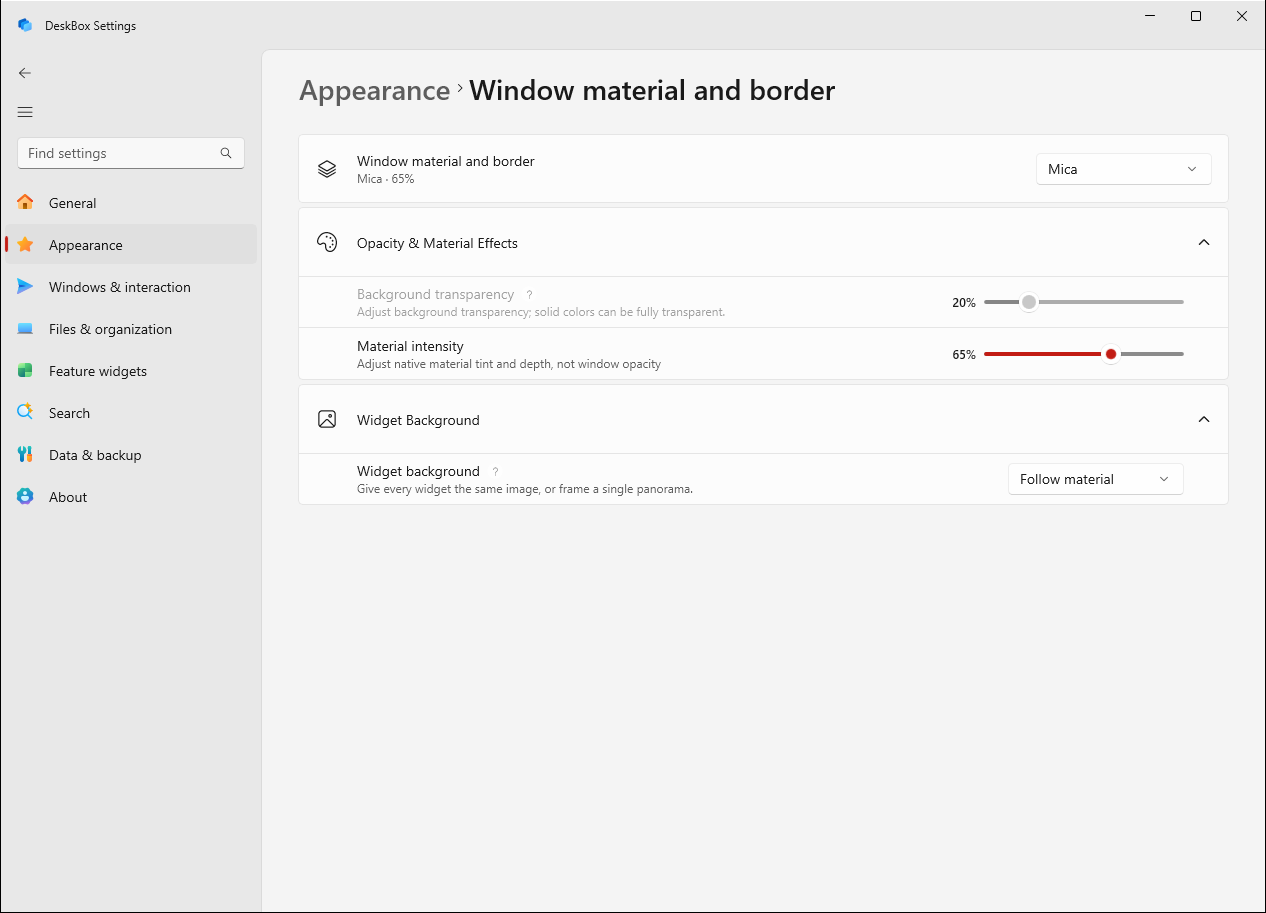 DeskBox Settings
Find settings
General
Appearance
Windows & interaction
Files & organization
Feature widgets
Search
Data & backup
About
Appearance › Window material and border
Window material and border
Mica · 65%
Mica
Opacity & Material Effects
Background transparency ?
Adjust background transparency; solid colors can be fully transparent.
20%
Material intensity
Adjust native material tint and depth, not window opacity
65%
Widget Background
Widget background ?
Give every widget the same image, or frame a single panorama.
Follow material